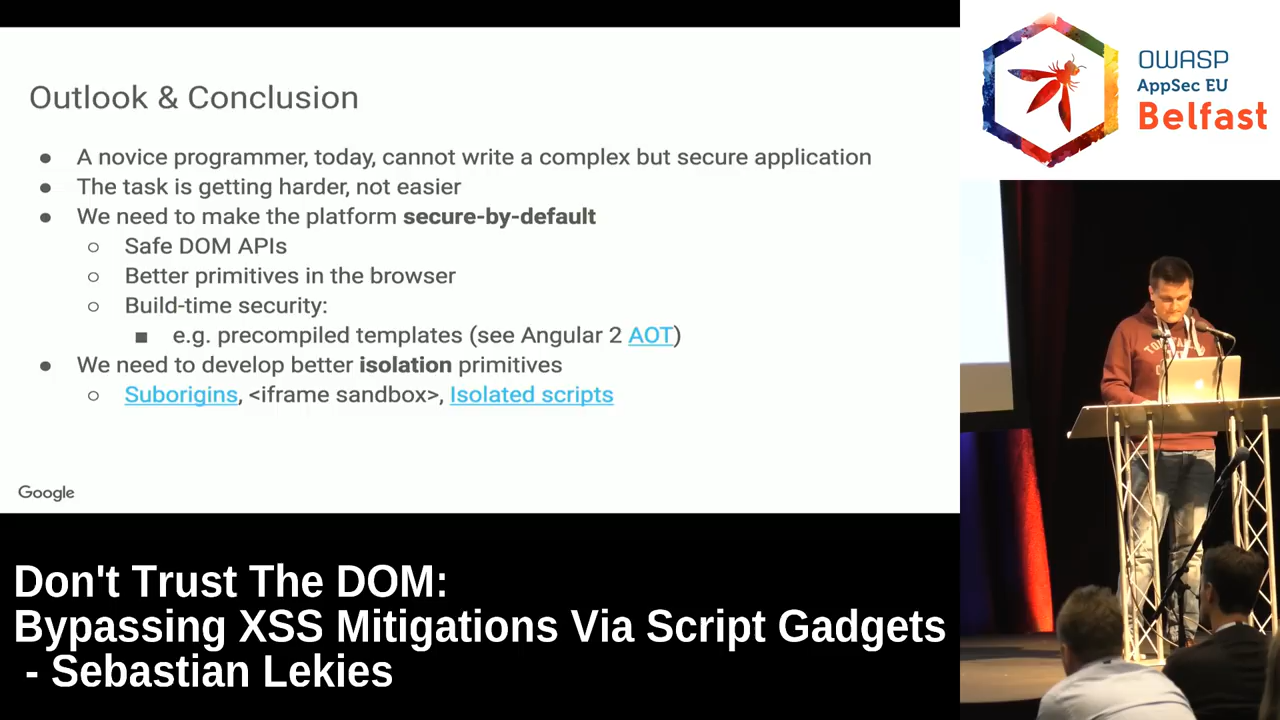 Outlook & Conclusion
● A novice programmer, today, cannot write a complex but secure application
● The task is getting harder, not easier
● We need to make the platform secure-by-default
○ Safe DOM APIs
○ Better primitives in the browser
○ Build-time security:
■ e.g. precompiled templates (see Angular 2 AOT)
● We need to develop better isolation primitives
○ Suborigins, <iframe sandbox>, Isolated scripts
Google
OWASP
AppSec EU
Belfast
Don't Trust The DOM:
Bypassing XSS Mitigations Via Script Gadgets
- Sebastian Lekies